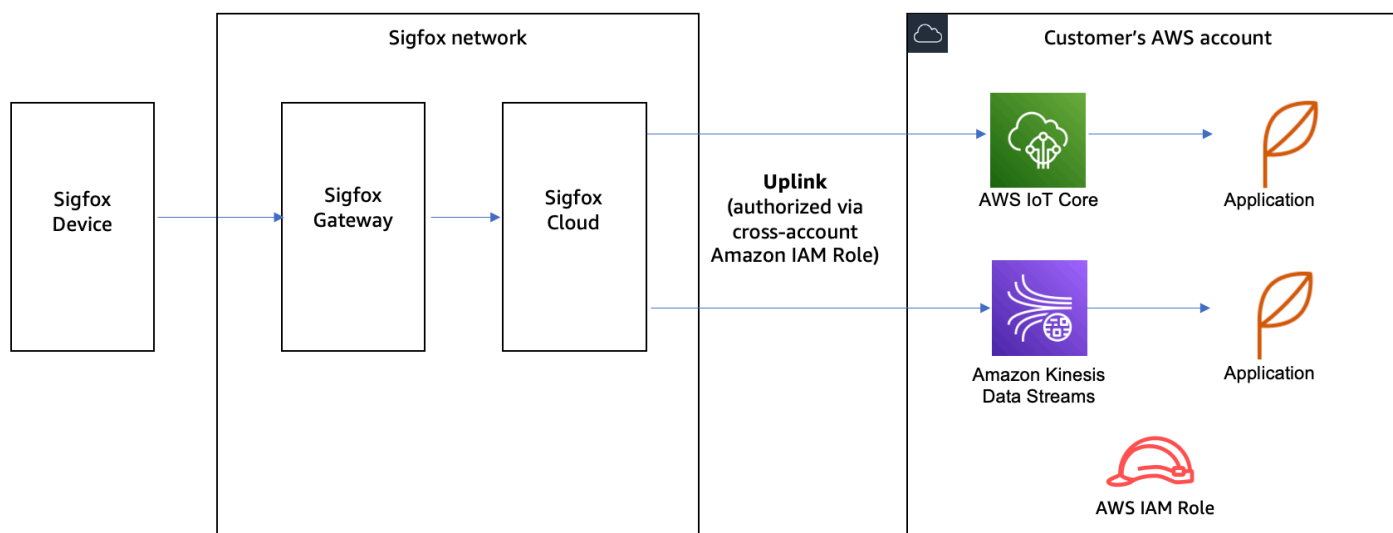 Sigfox network
Customer’s AWS account
Sigfox
Device
Sigfox
Gateway
Sigfox
Cloud
Uplink
(authorized via
cross-account
Amazon IAM Role)
AWS IoT Core
Application
Amazon Kinesis
Data Streams
Application
AWS IAM Role